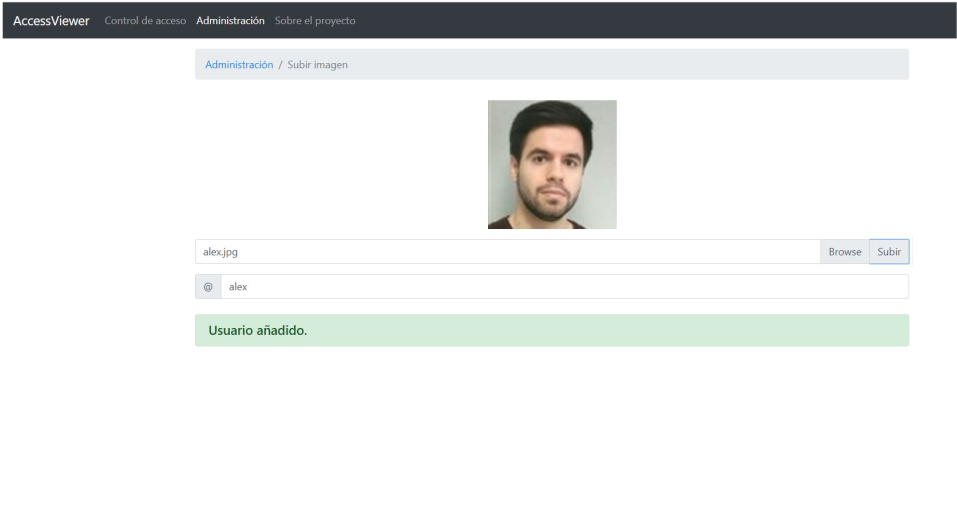 AccessViewer Control de acceso Administración Sobre el proyecto
Administración / Subir imagen
alex.jpg Browse Subir
@ alex
Usuario añadido.